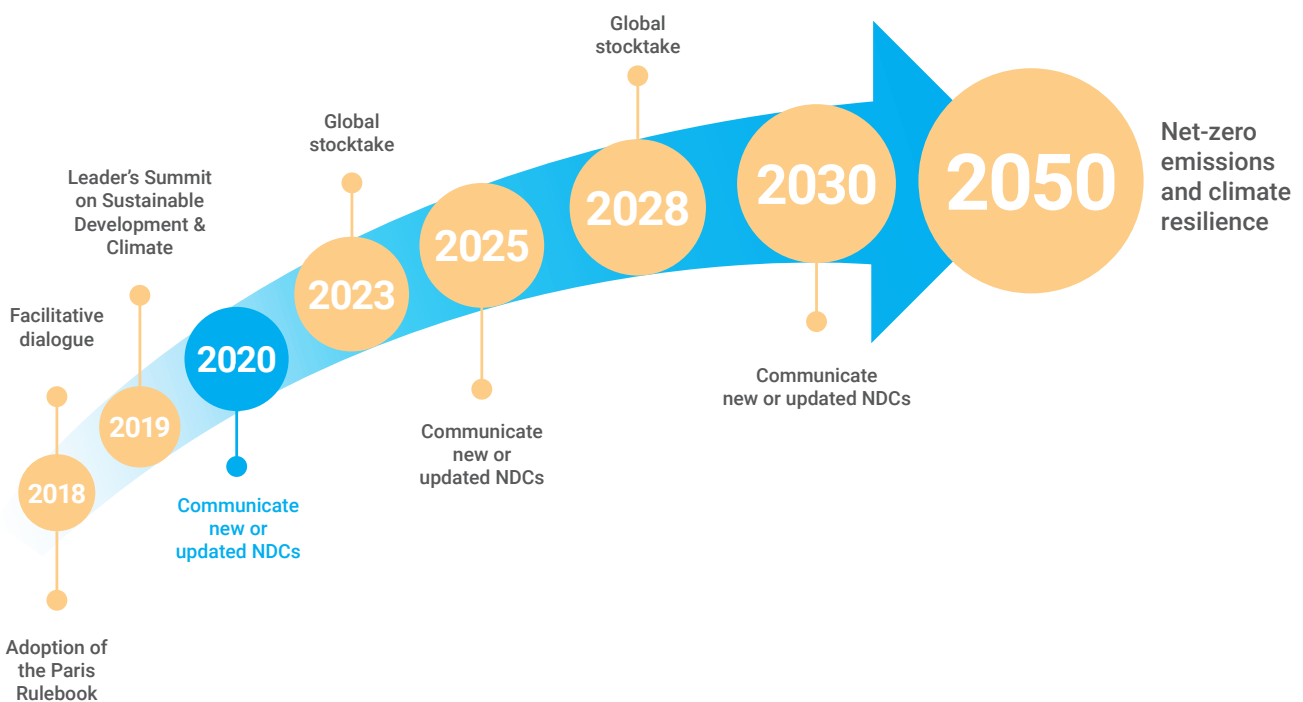 Facilitative
dialogue
2018
Adoption of
the Paris
Rulebook
Leader’s Summit
on Sustainable
Development &
Climate
2019
2020
Communicate
new or
updated NDCs
Global
stocktake
2023
2025
Communicate
new or
updated NDCs
Global
stocktake
2028
2030
Communicate
new or updated NDCs
2050
Net-zero
emissions
and climate
resilience